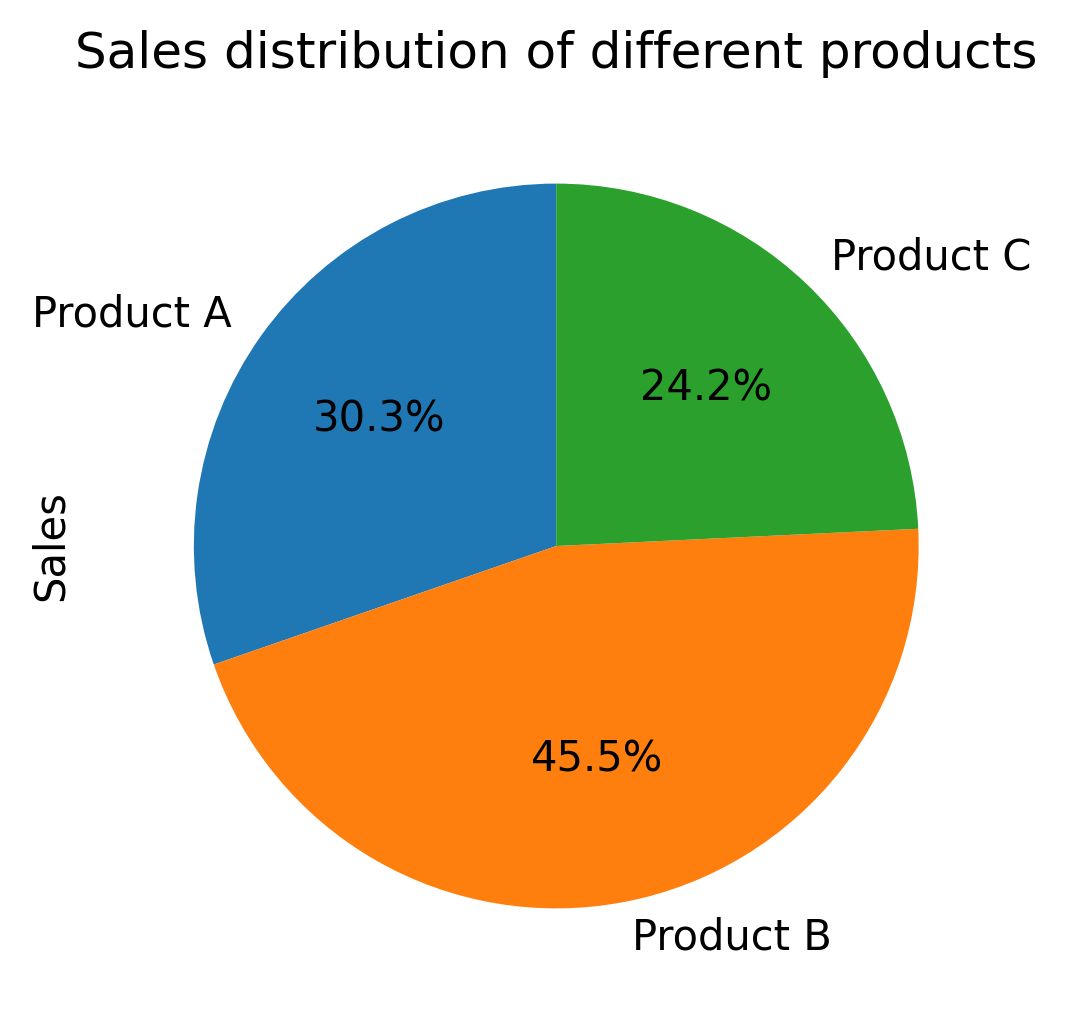 Sales distribution of different products
Product C
Product A
24.2%
30.3%
Sales
45.5%
Product B